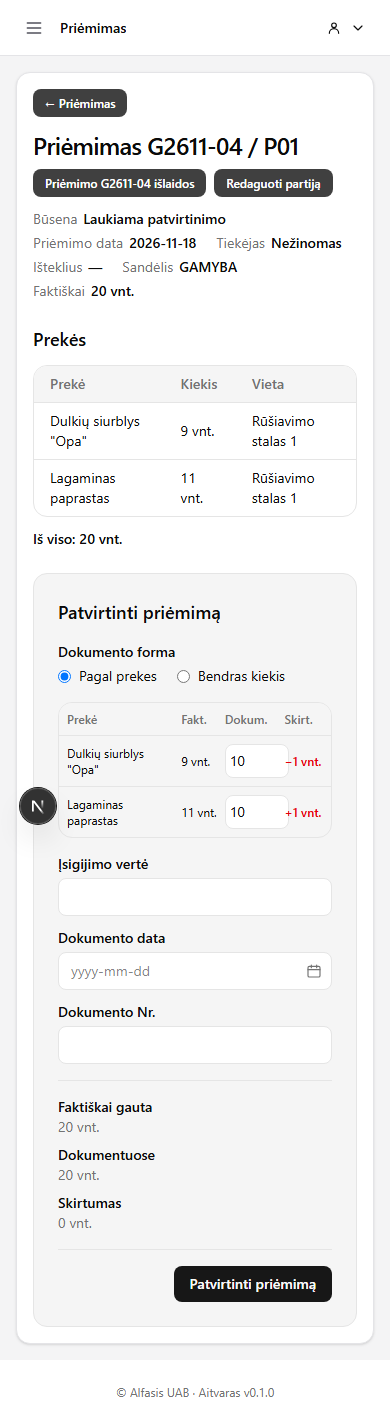 Priėmimas
← Priėmimas
Priėmimas G2611-04 / P01
Priėmimo G2611-04 išlaidos
Redaguoti partiją
Būsena Laukiama patvirtinimo
Priėmimo data 2026-11-18 Tiekėjas Nežinomas
Išteklius — Sandėlis GAMYBA
Faktiškai 20 vnt.
Prekės
Prekė Kiekis Vieta
Dulkių siurblys "Opa" 9 vnt. Rūšiavimo stalas 1
Lagaminas paprastas 11 vnt. Rūšiavimo stalas 1
Iš viso: 20 vnt.
Patvirtinti priėmimą
Dokumento forma
Pagal prekes Bendras kiekis
Prekė Fakt. Dokum. Skirt.
Dulkių siurblys "Opa" 9 vnt. 10 −1 vnt.
Lagaminas paprastas 11 vnt. 10 +1 vnt.
N
Įsigijimo vertė
Dokumento data
yyyy-mm-dd
Dokumento Nr.
Faktiškai gauta
20 vnt.
Dokumentuose
20 vnt.
Skirtumas
0 vnt.
Patvirtinti priėmimą
© Alfasis UAB · Aitvaras v0.1.0